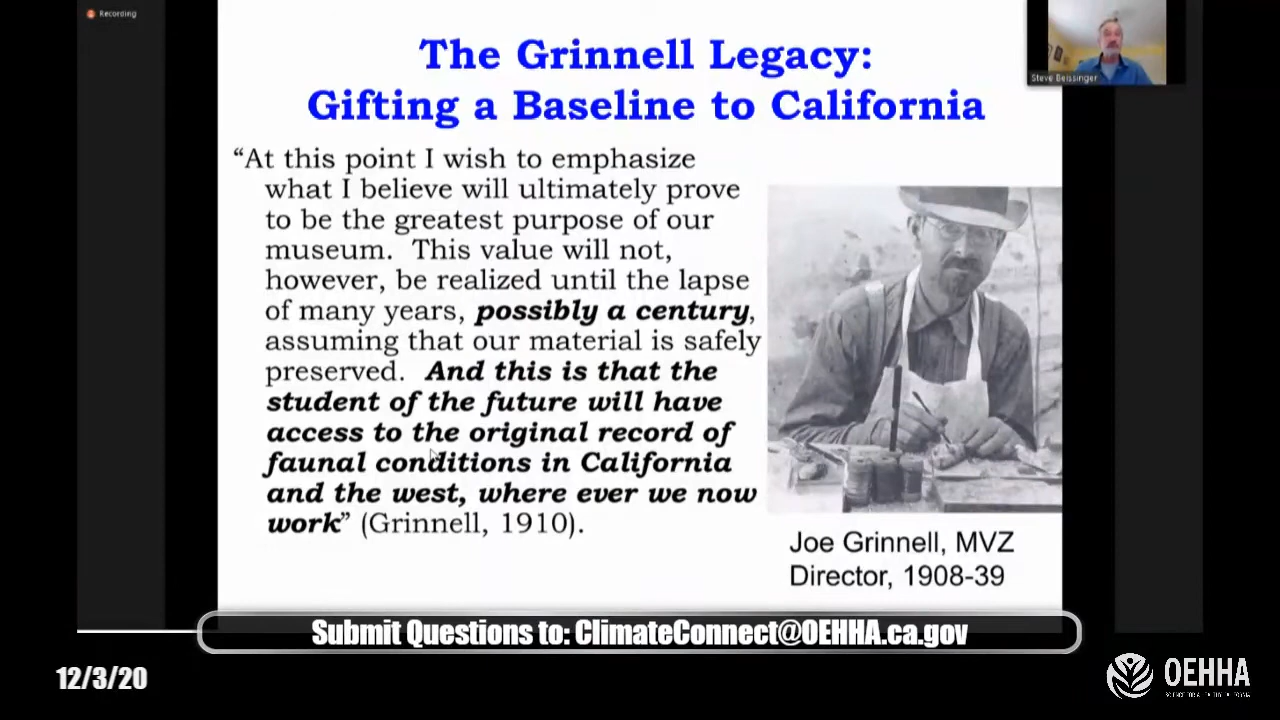 Recording
The Grinnell Legacy:
Gifting a Baseline to California
Steve Beissinger
“At this point I wish to emphasize
what I believe will ultimately prove
to be the greatest purpose of our
museum. This value will not,
however, be realized until the lapse
of many years, possibly a century,
assuming that our material is safely
preserved. And this is that the
student of the future will have
access to the original record of
faunal conditions in California
and the west, where ever we now
work” (Grinnell, 1910).
Joe Grinnell, MVZ
Director, 1908-39
Submit Questions to: ClimateConnect@OEHHA.ca.gov
12/3/20
OEHHA